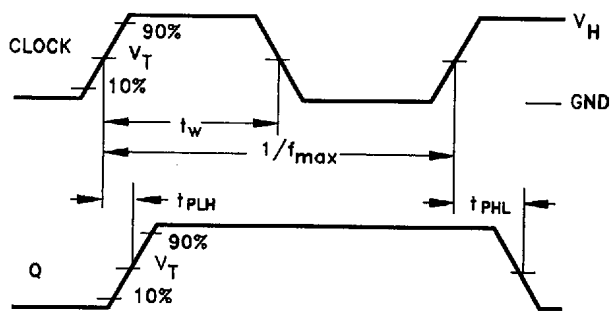 CLOCK
90%
V_T
10%
V_H
GND
t_w
1/f_max
t_PLH
t_PHL
Q
90%
V_T
10%